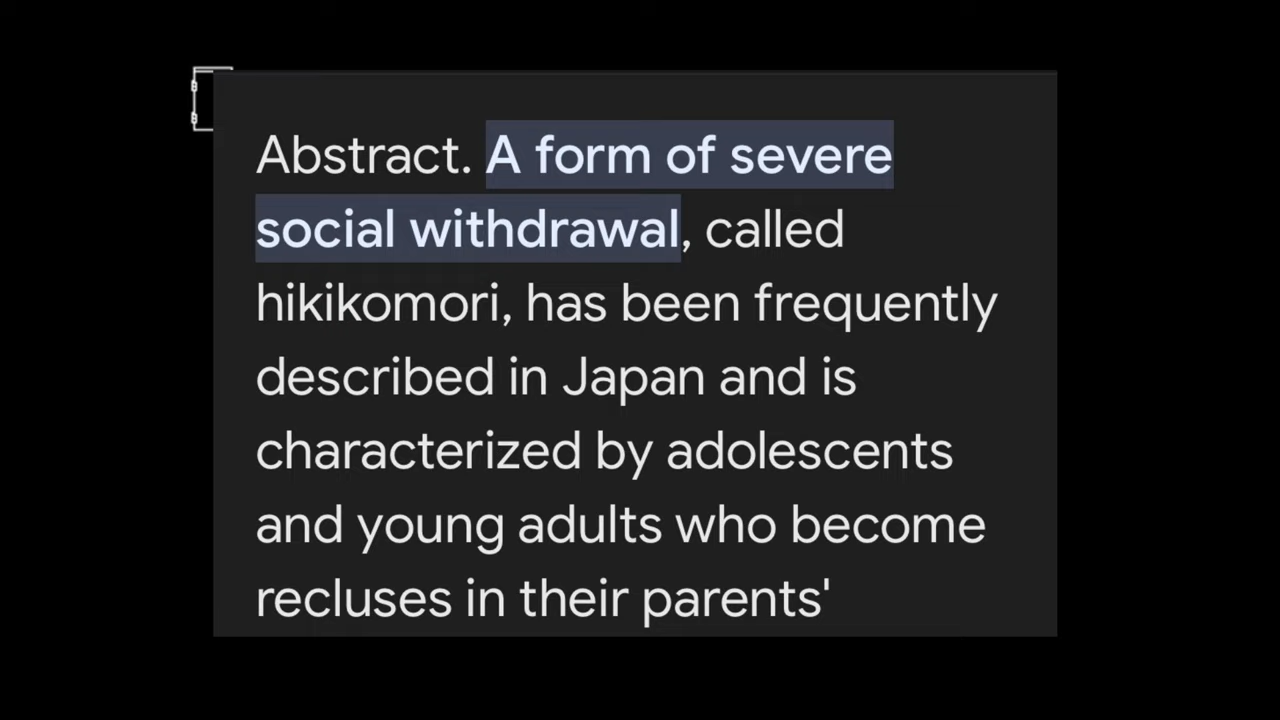 Abstract. A form of severe
social withdrawal, called
hikikomori, has been frequently
described in Japan and is
characterized by adolescents
and young adults who become
recluses in their parents'